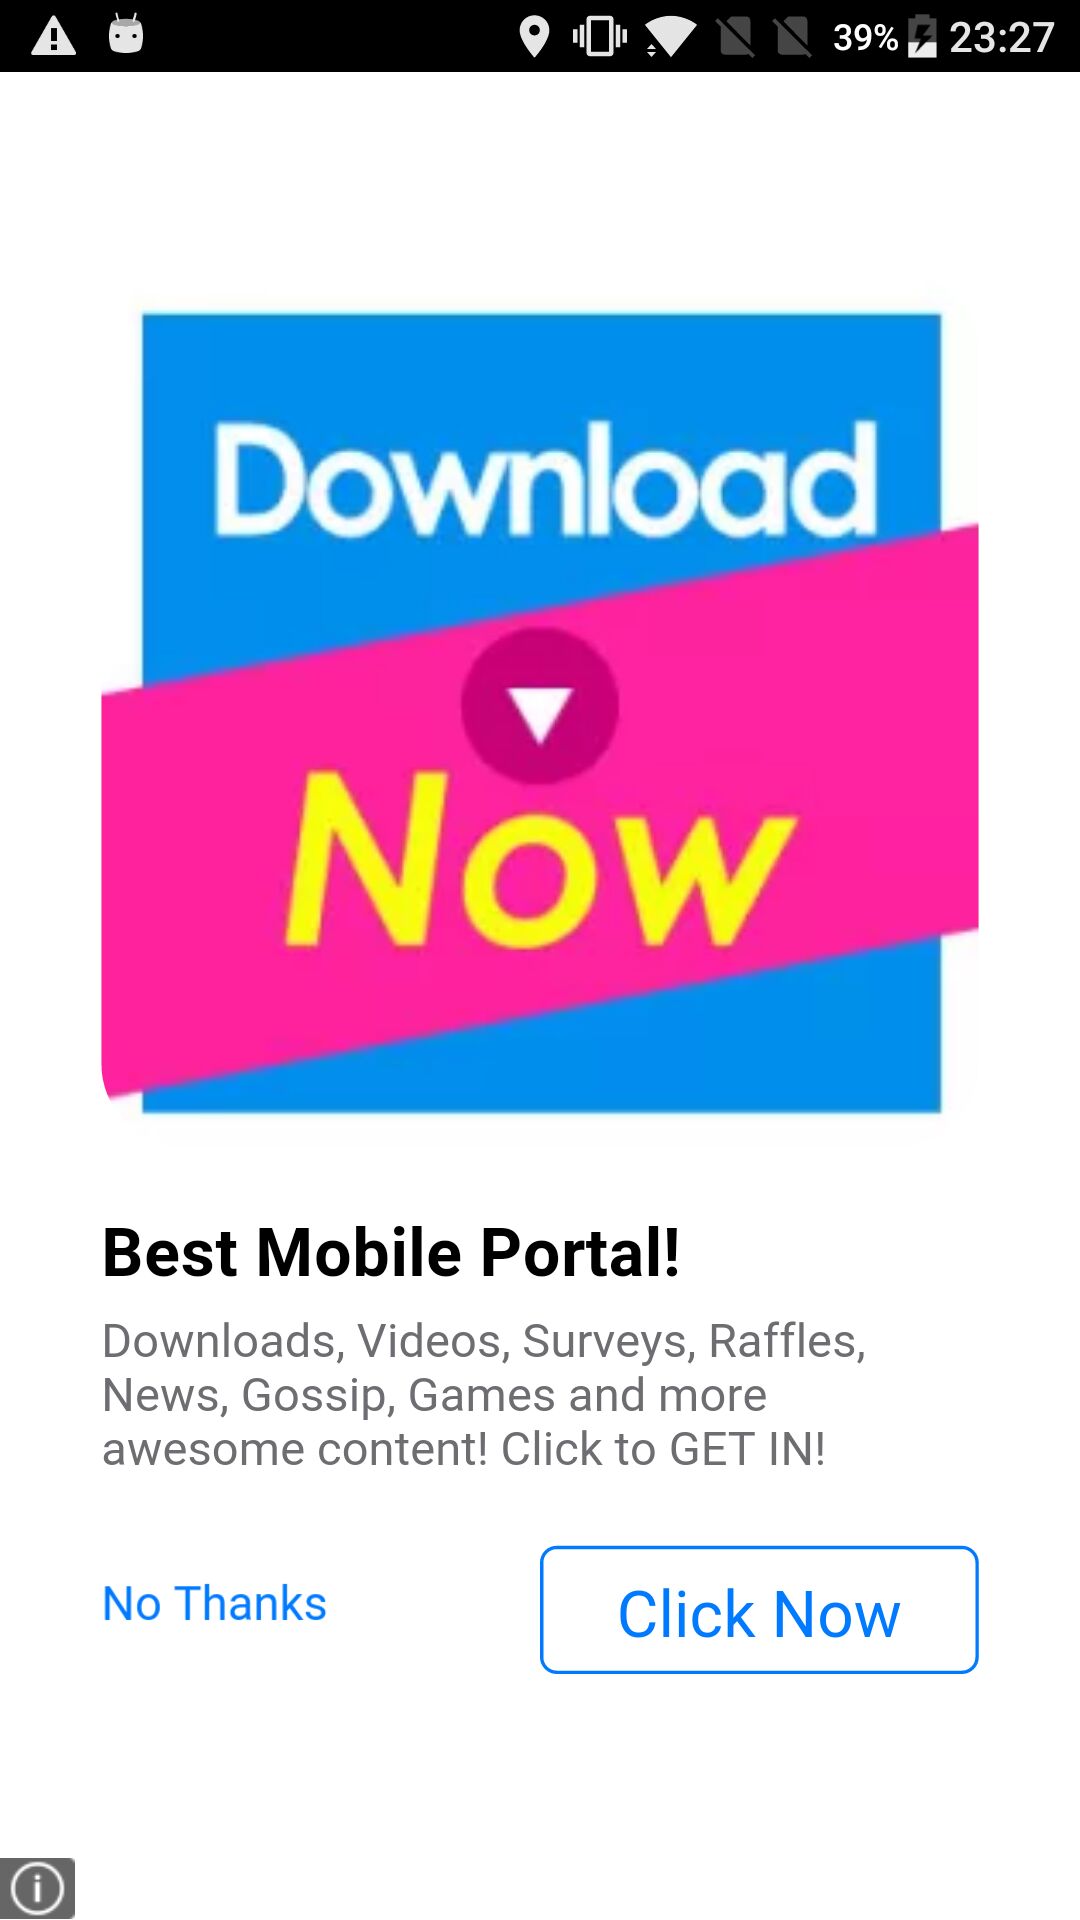 39% 23:27
Download
Now
Best Mobile Portal!
Downloads, Videos, Surveys, Raffles,
News, Gossip, Games and more
awesome content! Click to GET IN!
No Thanks
Click Now